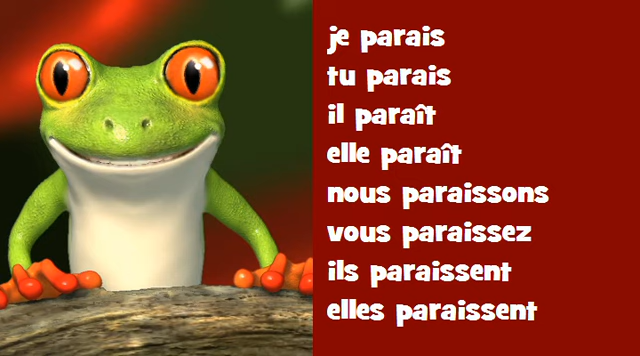 je parais
tu parais
il paraît
elle paraît
nous paraissons
vous paraissez
ils paraissent
elles paraissent